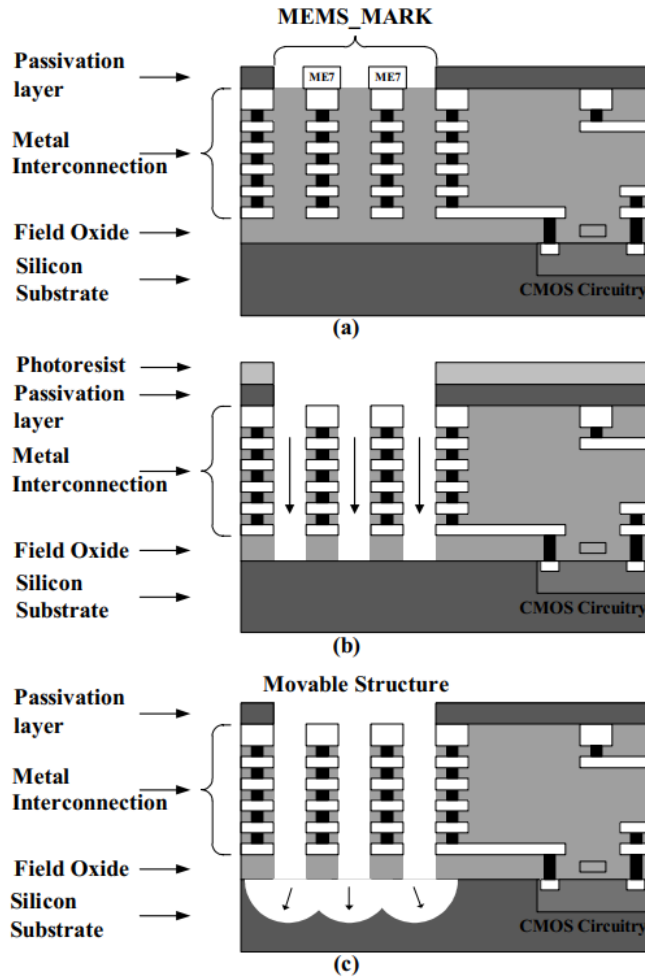 MEMS_MARK
Passivation
layer
ME7 ME7
Metal
Interconnection
Field Oxide
Silicon
Substrate
CMOS Circuitry
(a)
Photoresist
Passivation
layer
Metal
Interconnection
Field Oxide
Silicon
Substrate
CMOS Circuitry
(b)
Movable Structure
Passivation
layer
Metal
Interconnection
Field Oxide
Silicon
Substrate
CMOS Circuitry
(c)